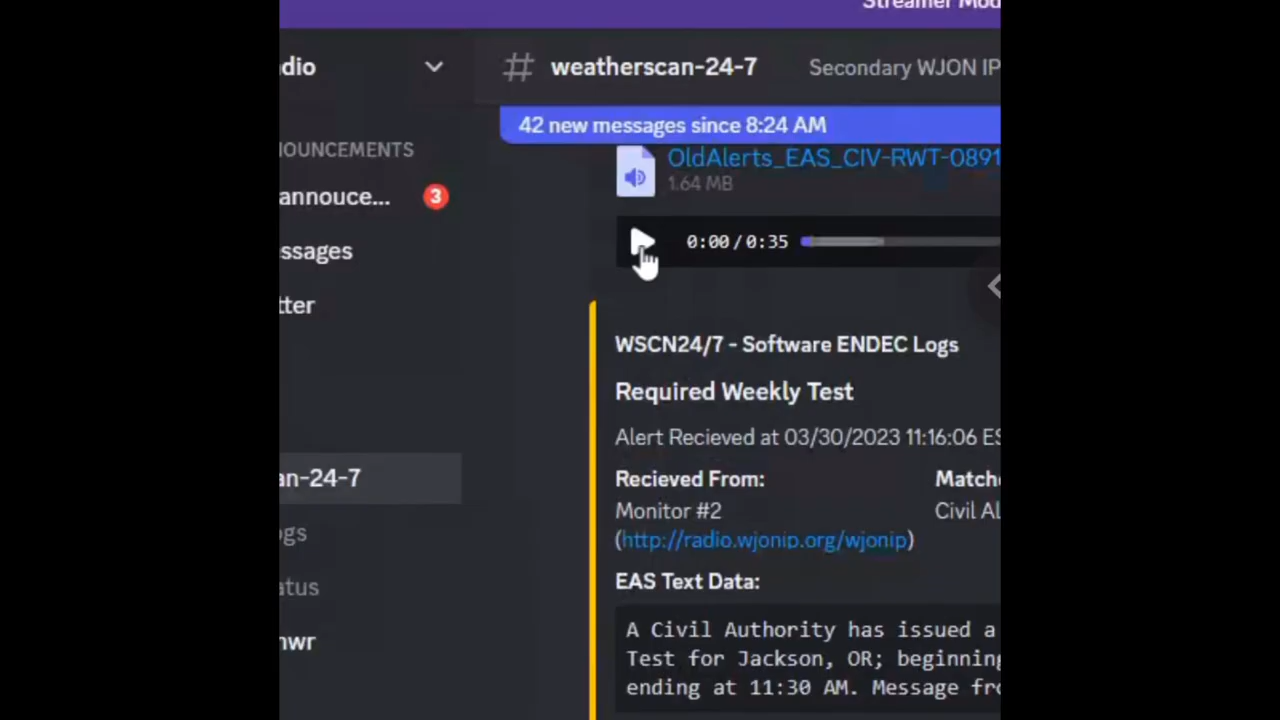 Streamer Mod
dio
# weatherscan-24-7
Secondary WJON IP
42 new messages since 8:24 AM
OUNCEMENTS
annouce...
3
ssages
tter
an-24-7
gs
atus
nwr
OldAlerts_EAS_CIV-RWT-0891
1.64 MB
0:00/0:35
WSCN24/7 - Software ENDEC Logs
Required Weekly Test
Alert Recieved at 03/30/2023 11:16:06 ES
Recieved From:
Matche
Monitor #2
Civil Al
(http://radio.wjonip.org/wjonip)
EAS Text Data:
A Civil Authority has issued a
Test for Jackson, OR; beginning
ending at 11:30 AM. Message fro